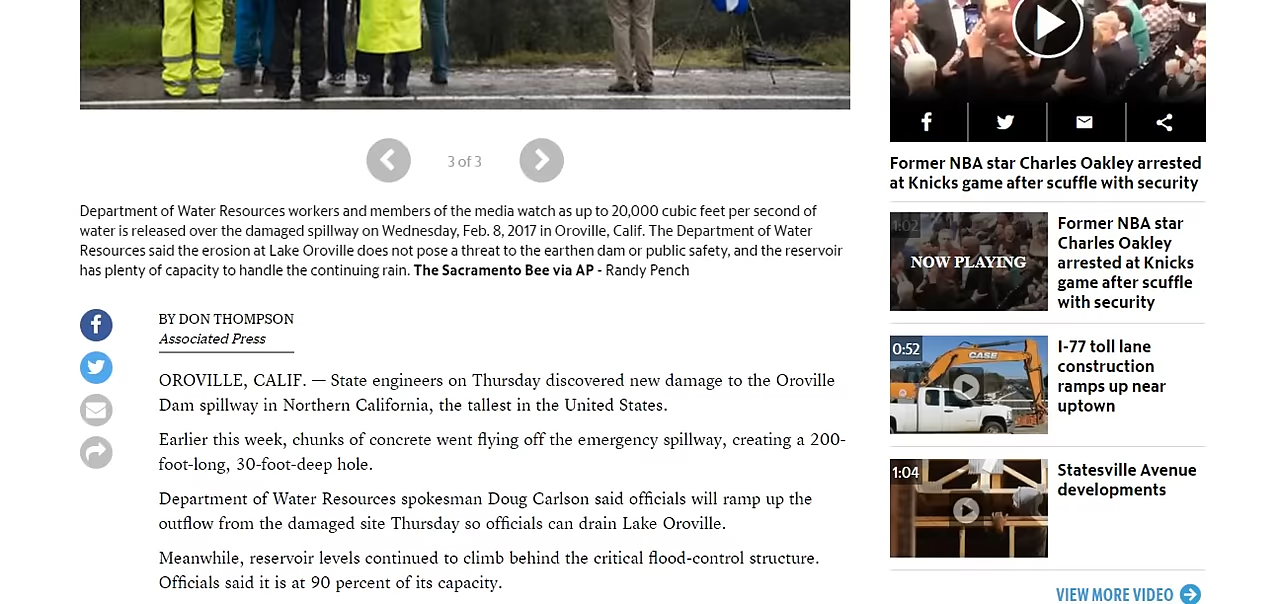 3 of 3
Department of Water Resources workers and members of the media watch as up to 20,000 cubic feet per second of
water is released over the damaged spillway on Wednesday, Feb. 8, 2017 in Oroville, Calif. The Department of Water
Resources said the erosion at Lake Oroville does not pose a threat to the earthen dam or public safety, and the reservoir
has plenty of capacity to handle the continuing rain. The Sacramento Bee via AP - Randy Pench
BY DON THOMPSON
Associated Press
OROVILLE, CALIF. — State engineers on Thursday discovered new damage to the Oroville
Dam spillway in Northern California, the tallest in the United States.
Earlier this week, chunks of concrete went flying off the emergency spillway, creating a 200-
foot-long, 30-foot-deep hole.
Department of Water Resources spokesman Doug Carlson said officials will ramp up the
outflow from the damaged site Thursday so officials can drain Lake Oroville.
Meanwhile, reservoir levels continued to climb behind the critical flood-control structure.
Officials said it is at 90 percent of its capacity.
Former NBA star Charles Oakley arrested
at Knicks game after scuffle with security
1:02
NOW PLAYING
Former NBA star
Charles Oakley
arrested at Knicks
game after scuffle
with security
0:52
CASE
I-77 toll lane
construction
ramps up near
uptown
1:04
Statesville Avenue
developments
VIEW MORE VIDEO